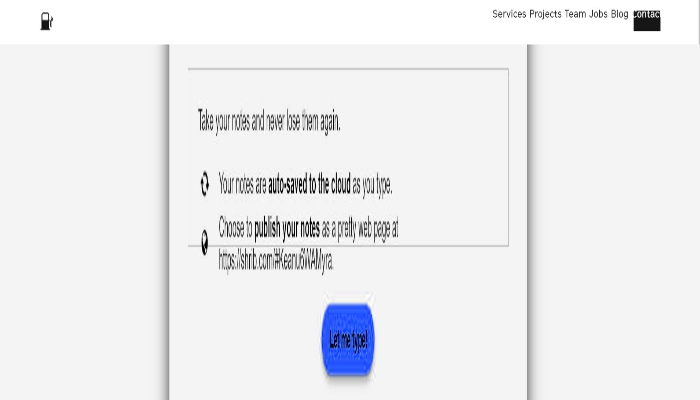 Services Projects Team Jobs Blog Contac
Take your notes and never lose them again.
Your notes are auto-saved to the cloud as you type.
Choose to publish your notes as a pretty web page at
https://shrib.com/#Keanu6WAMyra.
Let me type!